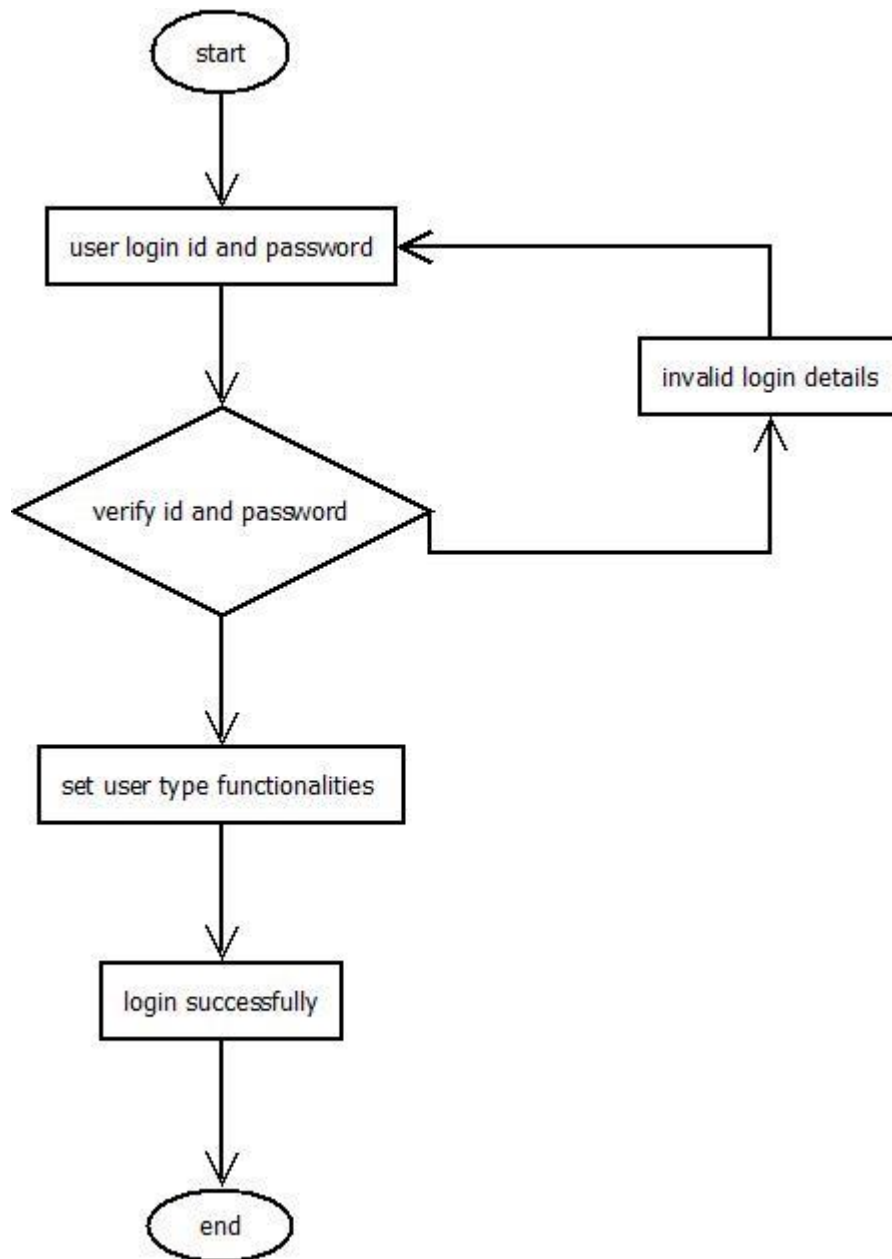 start
user login id and password
invalid login details
verify id and password
set user type functionalities
login successfully
end